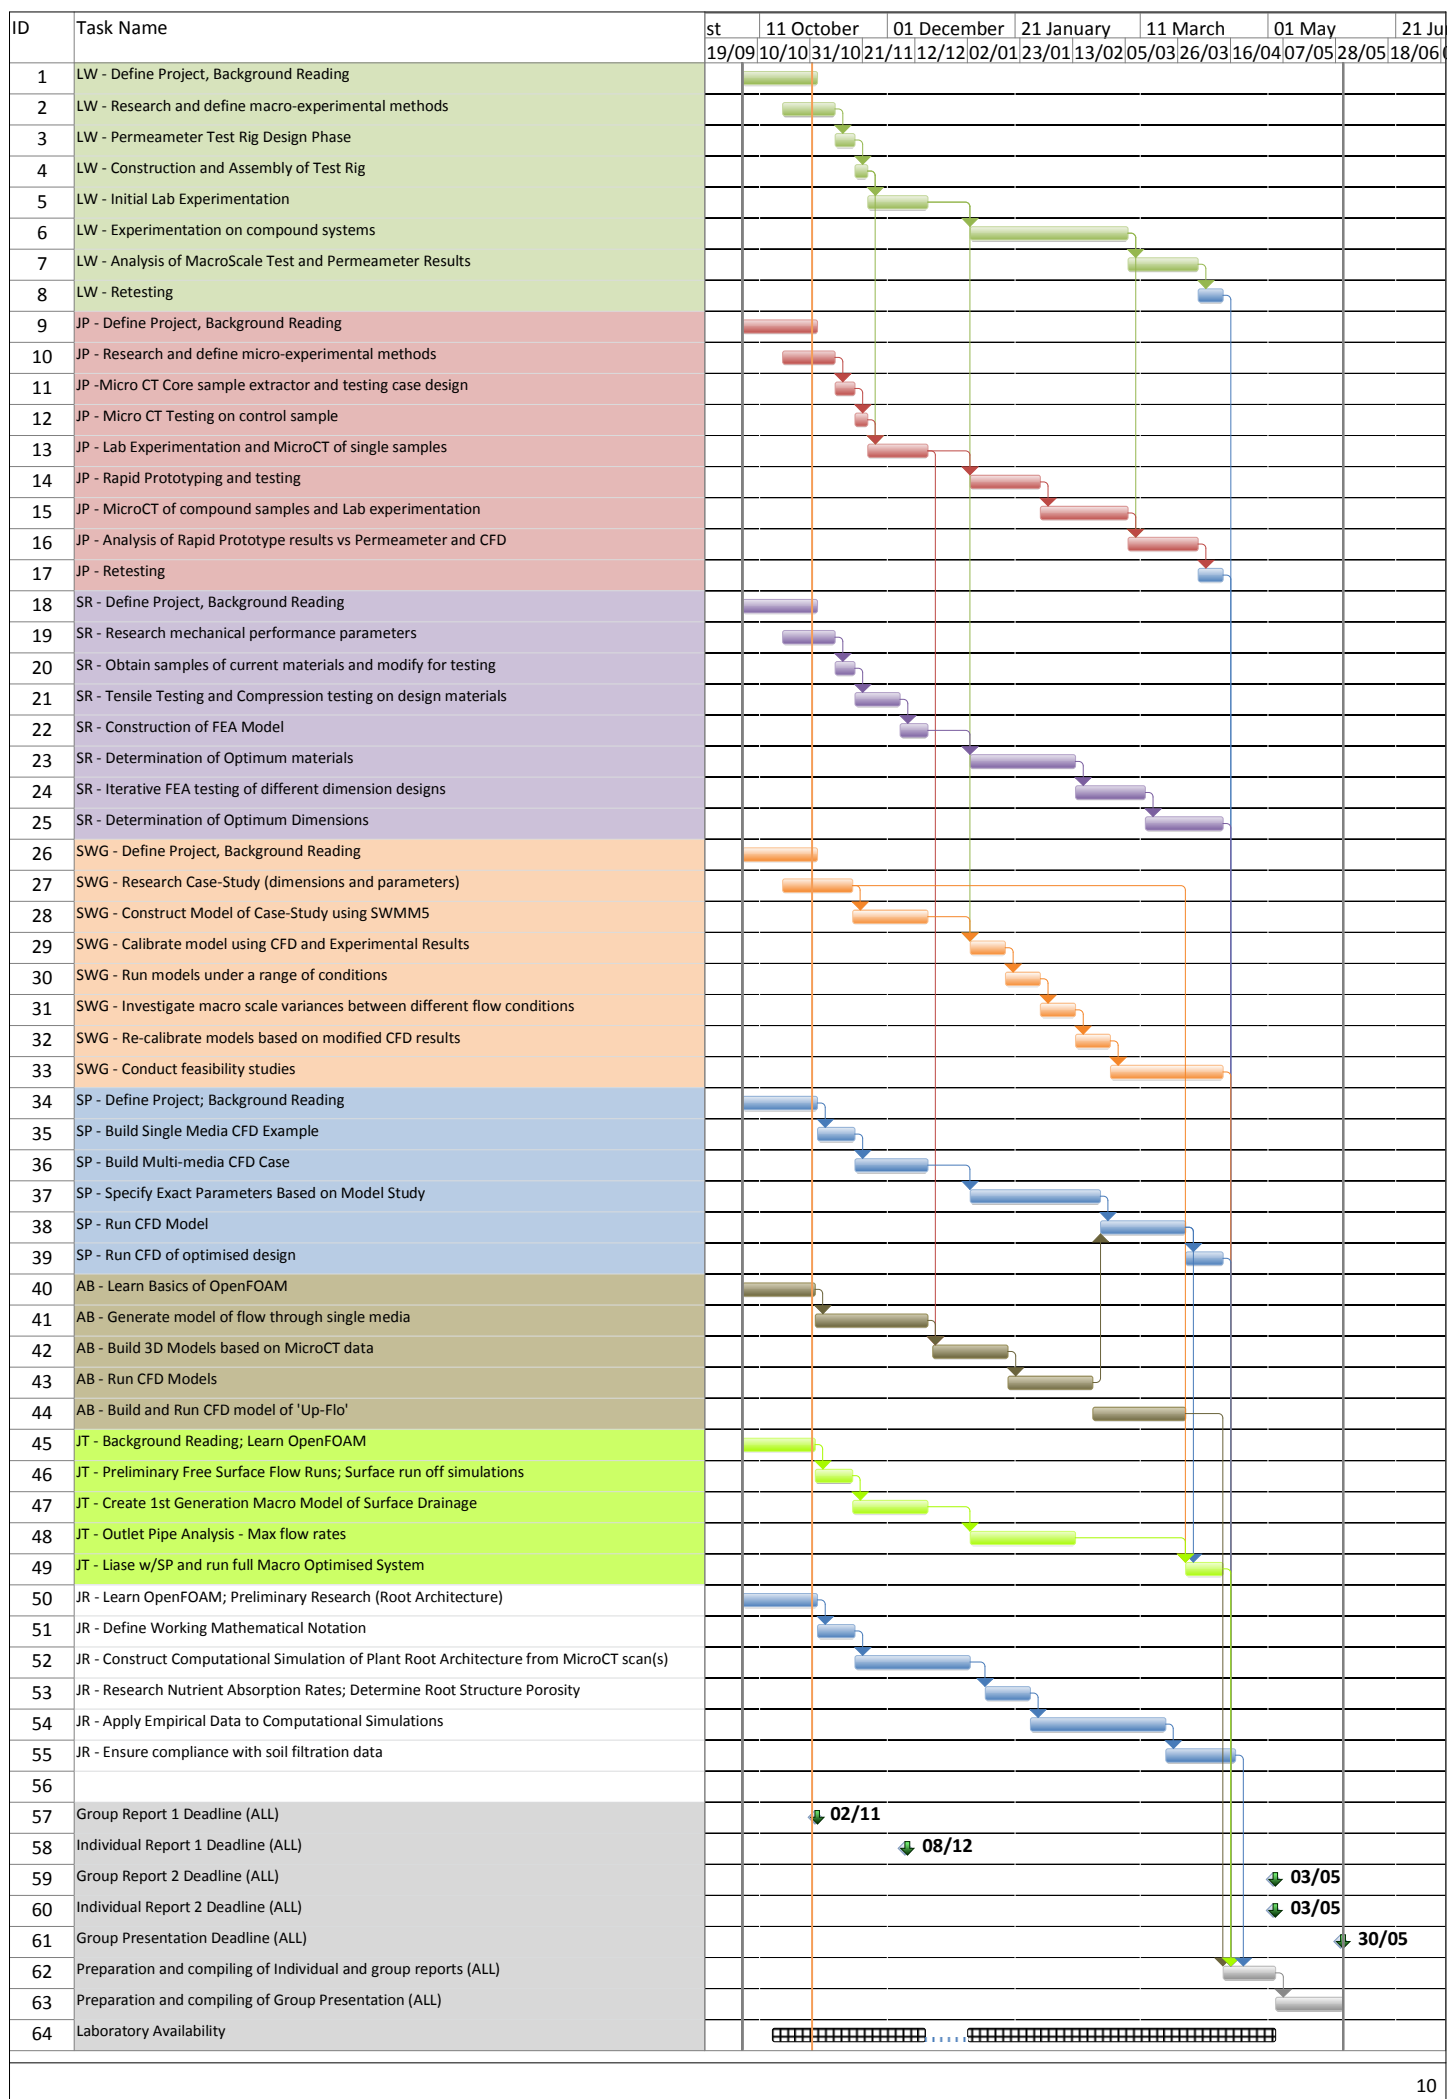 ID Task Name st 11 October 01 December 21 January 11 March 01 May 21 Ju
19/09 10/10 31/10 21/11 12/12 02/01 23/01 13/02 05/03 26/03 16/04 07/05 28/05 18/06
1 LW - Define Project, Background Reading
2 LW - Research and define macro-experimental methods
3 LW - Permeameter Test Rig Design Phase
4 LW - Construction and Assembly of Test Rig
5 LW - Initial Lab Experimentation
6 LW - Experimentation on compound systems
7 LW - Analysis of MacroScale Test and Permeameter Results
8 LW - Retesting
9 JP - Define Project, Background Reading
10 JP - Research and define micro-experimental methods
11 JP -Micro CT Core sample extractor and testing case design
12 JP - Micro CT Testing on control sample
13 JP - Lab Experimentation and MicroCT of single samples
14 JP - Rapid Prototyping and testing
15 JP - MicroCT of compound samples and Lab experimentation
16 JP - Analysis of Rapid Prototype results vs Permeameter and CFD
17 JP - Retesting
18 SR - Define Project, Background Reading
19 SR - Research mechanical performance parameters
20 SR - Obtain samples of current materials and modify for testing
21 SR - Tensile Testing and Compression testing on design materials
22 SR - Construction of FEA Model
23 SR - Determination of Optimum materials
24 SR - Iterative FEA testing of different dimension designs
25 SR - Determination of Optimum Dimensions
26 SWG - Define Project, Background Reading
27 SWG - Research Case-Study (dimensions and parameters)
28 SWG - Construct Model of Case-Study using SWMM5
29 SWG - Calibrate model using CFD and Experimental Results
30 SWG - Run models under a range of conditions
31 SWG - Investigate macro scale variances between different flow conditions
32 SWG - Re-calibrate models based on modified CFD results
33 SWG - Conduct feasibility studies
34 SP - Define Project; Background Reading
35 SP - Build Single Media CFD Example
36 SP - Build Multi-media CFD Case
37 SP - Specify Exact Parameters Based on Model Study
38 SP - Run CFD Model
39 SP - Run CFD of optimised design
40 AB - Learn Basics of OpenFOAM
41 AB - Generate model of flow through single media
42 AB - Build 3D Models based on MicroCT data
43 AB - Run CFD Models
44 AB - Build and Run CFD model of 'Up-Flo'
45 JT - Background Reading; Learn OpenFOAM
46 JT - Preliminary Free Surface Flow Runs; Surface run off simulations
47 JT - Create 1st Generation Macro Model of Surface Drainage
48 JT - Outlet Pipe Analysis - Max flow rates
49 JT - Liase w/SP and run full Macro Optimised System
50 JR - Learn OpenFOAM; Preliminary Research (Root Architecture)
51 JR - Define Working Mathematical Notation
52 JR - Construct Computational Simulation of Plant Root Architecture from MicroCT scan(s)
53 JR - Research Nutrient Absorption Rates; Determine Root Structure Porosity
54 JR - Apply Empirical Data to Computational Simulations
55 JR - Ensure compliance with soil filtration data
56
57 Group Report 1 Deadline (ALL) 02/11
58 Individual Report 1 Deadline (ALL) 08/12
59 Group Report 2 Deadline (ALL) 03/05
60 Individual Report 2 Deadline (ALL) 03/05
61 Group Presentation Deadline (ALL) 30/05
62 Preparation and compiling of Individual and group reports (ALL)
63 Preparation and compiling of Group Presentation (ALL)
64 Laboratory Availability
10